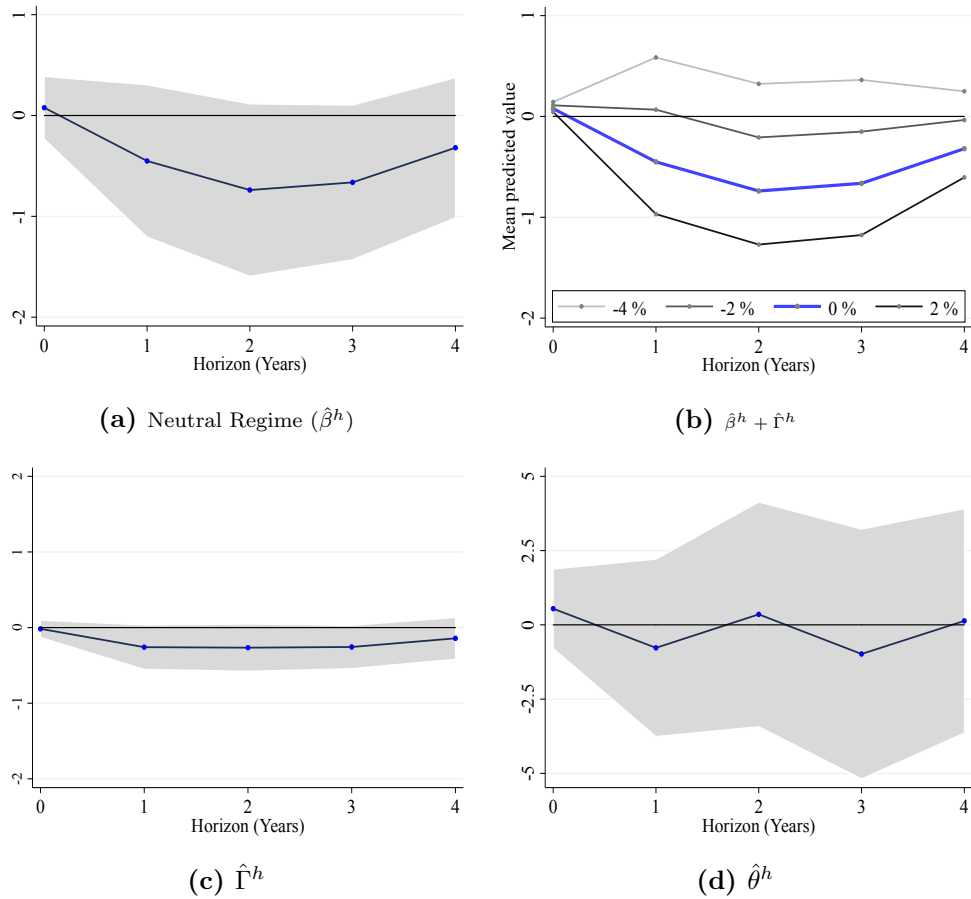 1
0
-1
-2
0 1 2 3 4
Horizon (Years)
(a) Neutral Regime (β̂ʰ)
Mean predicted value
1
0
-1
-2
-4 % -2 % 0 % 2 %
0 1 2 3 4
Horizon (Years)
(b) β̂ʰ + Γ̂ʰ
2
1
0
-1
-2
0 1 2 3 4
Horizon (Years)
(c) Γ̂ʰ
5
2.5
0
-2.5
-5
0 1 2 3 4
Horizon (Years)
(d) θ̂ʰ